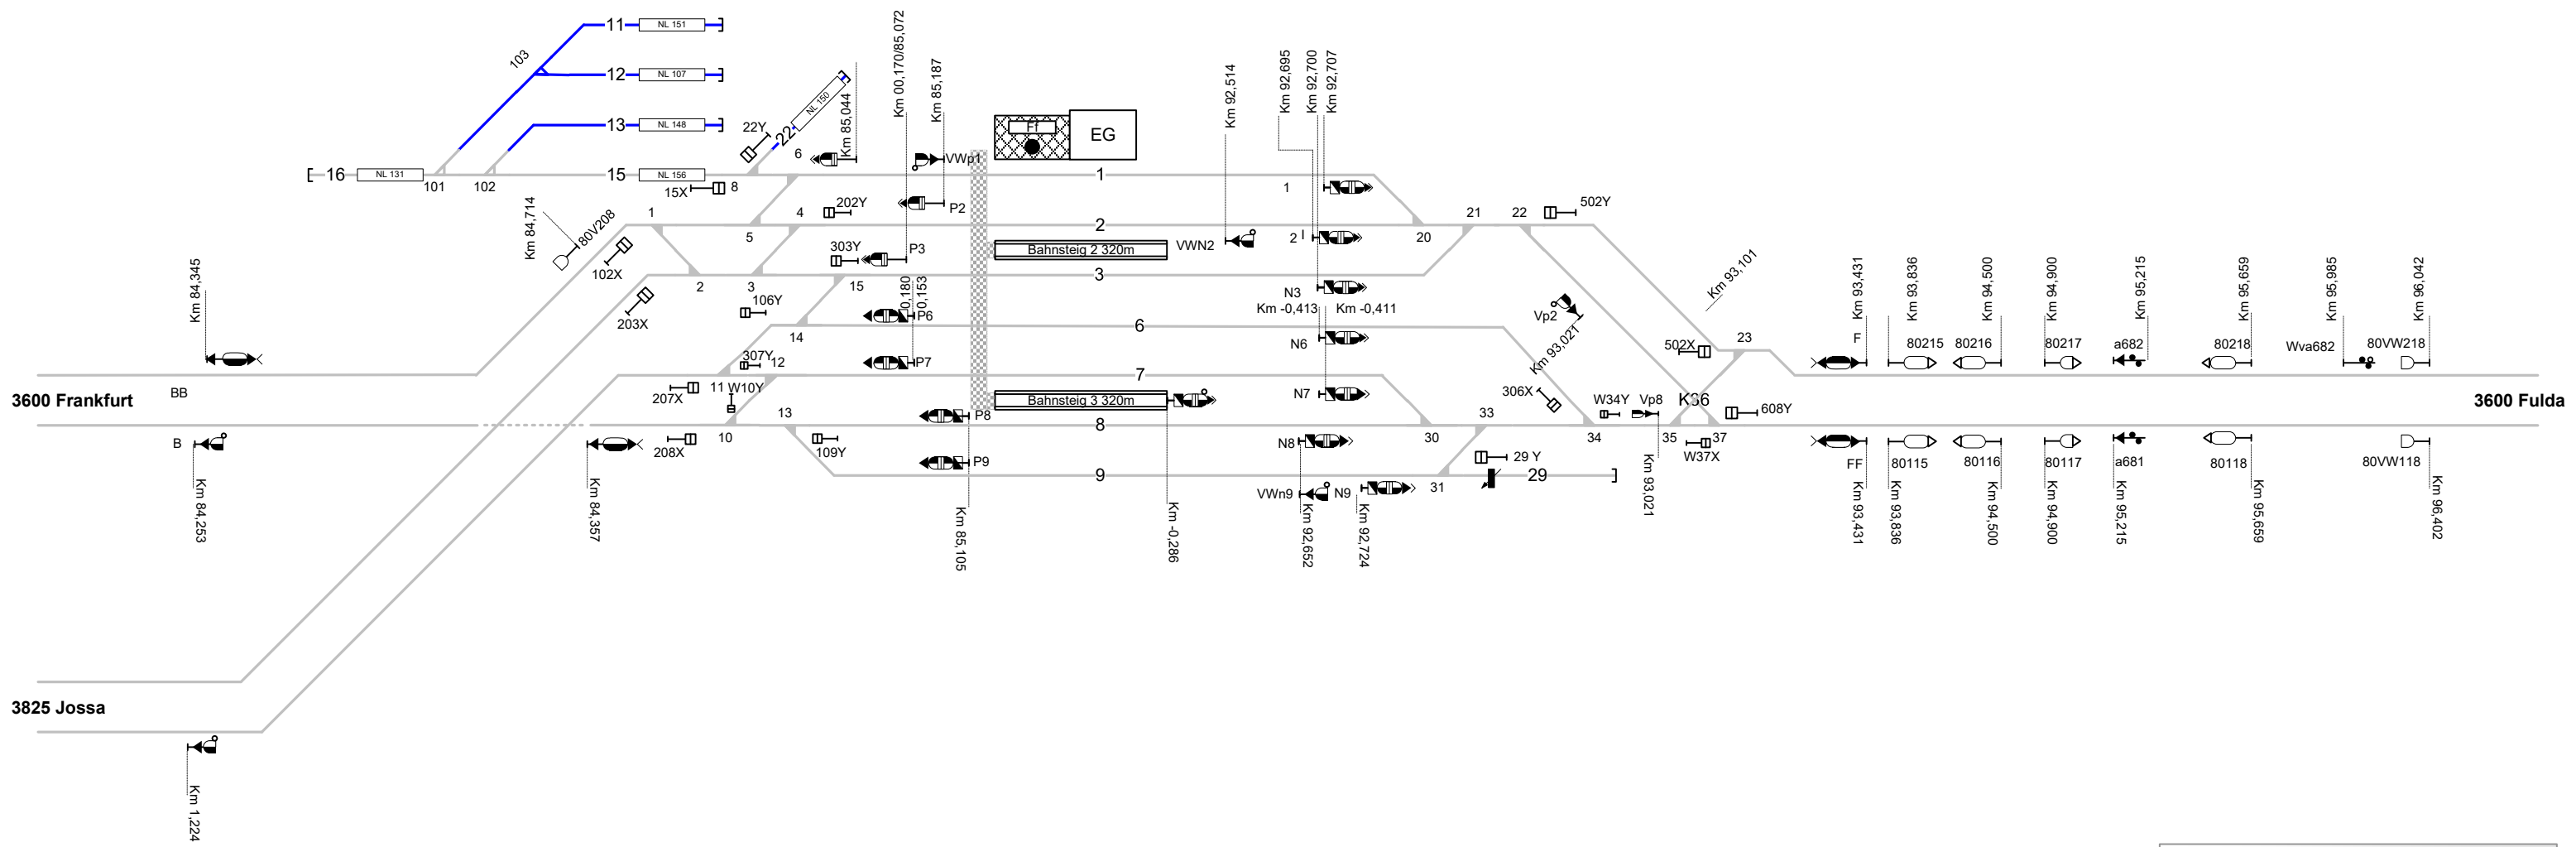 11
NL 151
103
12
NL 107
13
NL 148
22
NL 150
22Y
16
NL 131
101
102
15
NL 156
15X
8
6
Km 85,044
Km 00,170/85,072
Km 85,187
VWp1
P2
Ff
EG
1
Km 92,514
Km 92,695
Km 92,700
Km 92,707
1
Km 84,714
80V208
102X
1
5
4
202Y
2
Bahnsteig 2 320m
VWN2
2
20
21
22
502Y
303Y
P3
3
N3
Km -0,413
Km -0,411
203X
2
3
106Y
15
0,180
0,153
P6
14
6
N6
Vp2
Km 93,021
Km 93,101
Km 84,345
BB
3600 Frankfurt
B
Km 84,253
307Y
12
P7
7
N7
207X
11
W10Y
Bahnsteig 3 320m
P8
208X
10
13
109Y
8
N8
P9
9
Km 84,357
Km 85,105
Km -0,286
VWn9
Km 92,652
N9
Km 92,724
30
31
33
29 Y
29
306X
34
W34Y
Vp8
Km 93,021
35
37
K36
W37X
502X
23
608Y
F
Km 93,431
80215
Km 93,836
80216
Km 94,500
80217
Km 94,900
a682
Km 95,215
80218
Km 95,659
Wva682
Km 95,985
80VW218
Km 96,042
3600 Fulda
FF
Km 93,431
80115
Km 93,836
80116
Km 94,500
80117
Km 94,900
a681
Km 95,215
80118
Km 95,659
80VW118
Km 96,402
3825 Jossa
Km 1,224